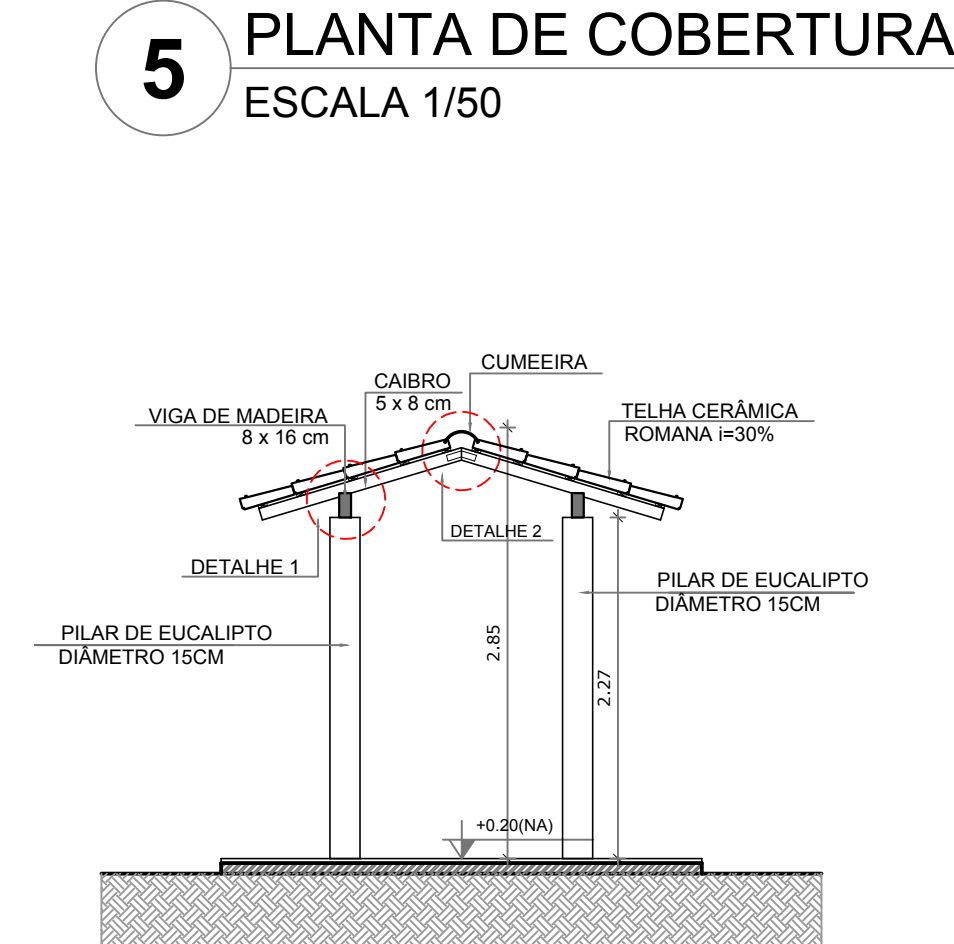 5
PLANTA DE COBERTURA
ESCALA 1/50
CUMEEIRA
CAIBRO
5 x 8 cm
VIGA DE MADEIRA
8 x 16 cm
TELHA CERÂMICA
ROMANA i=30%
DETALHE 2
DETALHE 1
PILAR DE EUCALIPTO
DIÂMETRO 15CM
PILAR DE EUCALIPTO
DIÂMETRO 15CM
2.85
2.27
+0.20(NA)